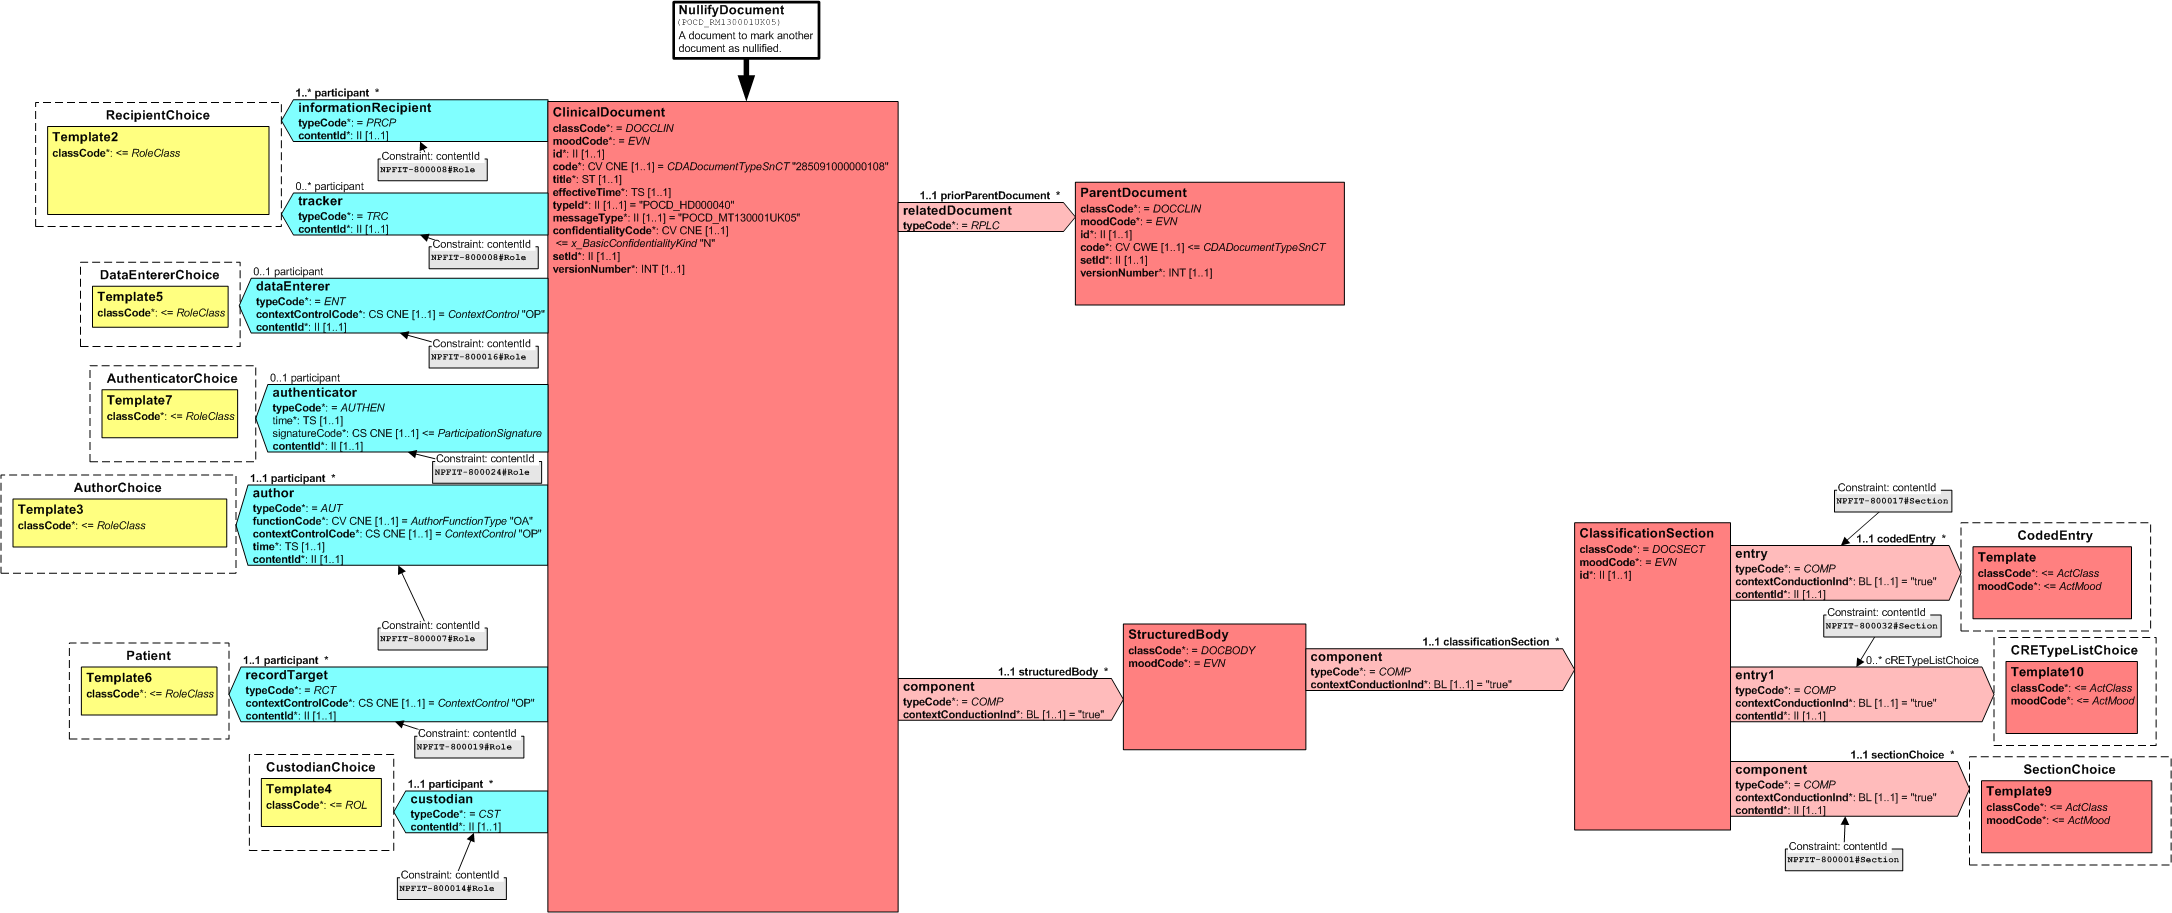 NullifyDocument
(POCD_RM130001UK05)
A document to mark another
document as nullified.
RecipientChoice
Template2
classCode*: <= RoleClass
1..* participant *
informationRecipient
typeCode*: = PRCP
contentId*: II [1..1]
Constraint: contentId
NPFIT-800008#Role
0..* participant
tracker
typeCode*: = TRC
contentId*: II [1..1]
Constraint: contentId
NPFIT-800008#Role
DataEntererChoice
Template5
classCode*: <= RoleClass
0..1 participant
dataEnterer
typeCode*: = ENT
contextControlCode*: CS CNE [1..1] = ContextControl "OP"
contentId*: II [1..1]
Constraint: contentId
NPFIT-800016#Role
AuthenticatorChoice
Template7
classCode*: <= RoleClass
0..1 participant
authenticator
typeCode*: = AUTHEN
time*: TS [1..1]
signatureCode*: CS CNE [1..1] <= ParticipationSignature
contentId*: II [1..1]
Constraint: contentId
NPFIT-800024#Role
AuthorChoice
Template3
classCode*: <= RoleClass
1..1 participant *
author
typeCode*: = AUT
functionCode*: CV CNE [1..1] = AuthorFunctionType "OA"
contextControlCode*: CS CNE [1..1] = ContextControl "OP"
time*: TS [1..1]
contentId*: II [1..1]
Constraint: contentId
NPFIT-800007#Role
Patient
Template6
classCode*: <= RoleClass
1..1 participant *
recordTarget
typeCode*: = RCT
contextControlCode*: CS CNE [1..1] = ContextControl "OP"
contentId*: II [1..1]
Constraint: contentId
NPFIT-800019#Role
CustodianChoice
Template4
classCode*: <= ROL
1..1 participant *
custodian
typeCode*: = CST
contentId*: II [1..1]
Constraint: contentId
NPFIT-800014#Role
ClinicalDocument
classCode*: = DOCCLIN
moodCode*: = EVN
id*: II [1..1]
code*: CV CNE [1..1] = CDADocumentTypeSnCT "285091000000108"
title*: ST [1..1]
effectiveTime*: TS [1..1]
typeId*: II [1..1] = "POCD_HD000040"
messageType*: II [1..1] = "POCD_MT130001UK05"
confidentialityCode*: CV CNE [1..1]
<= x_BasicConfidentialityKind "N"
setId*: II [1..1]
versionNumber*: INT [1..1]
1..1 priorParentDocument *
relatedDocument
typeCode*: = RPLC
ParentDocument
classCode*: = DOCCLIN
moodCode*: = EVN
id*: II [1..1]
code*: CV CWE [1..1] <= CDADocumentTypeSnCT
setId*: II [1..1]
versionNumber*: INT [1..1]
1..1 structuredBody *
component
typeCode*: = COMP
contextConductionInd*: BL [1..1] = "true"
StructuredBody
classCode*: = DOCBODY
moodCode*: = EVN
1..1 classificationSection *
component
typeCode*: = COMP
contextConductionInd*: BL [1..1] = "true"
ClassificationSection
classCode*: = DOCSECT
moodCode*: = EVN
id*: II [1..1]
Constraint: contentId
NPFIT-800017#Section
1..1 codedEntry *
entry
typeCode*: = COMP
contextConductionInd*: BL [1..1] = "true"
contentId*: II [1..1]
CodedEntry
Template
classCode*: <= ActClass
moodCode*: <= ActMood
Constraint: contentId
NPFIT-800032#Section
0..* cRETypeListChoice
entry1
typeCode*: = COMP
contextConductionInd*: BL [1..1] = "true"
contentId*: II [1..1]
CRETypeListChoice
Template10
classCode*: <= ActClass
moodCode*: <= ActMood
1..1 sectionChoice *
component
typeCode*: = COMP
contextConductionInd*: BL [1..1] = "true"
contentId*: II [1..1]
Constraint: contentId
NPFIT-800001#Section
SectionChoice
Template9
classCode*: <= ActClass
moodCode*: <= ActMood